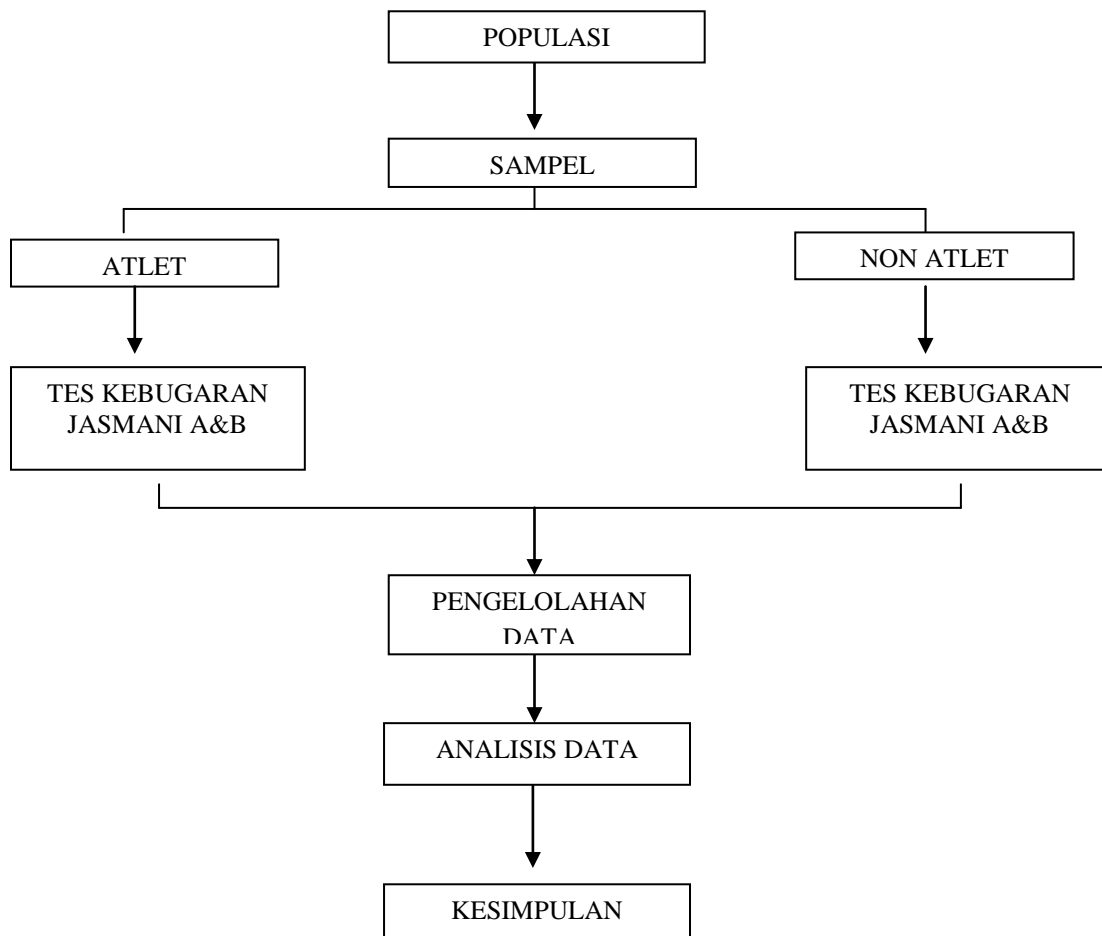 POPULASI
SAMPEL
ATLET
NON ATLET
TES KEBUGARAN
JASMANI A&B
TES KEBUGARAN
JASMANI A&B
PENGELOLAHAN
DATA
ANALISIS DATA
KESIMPULAN